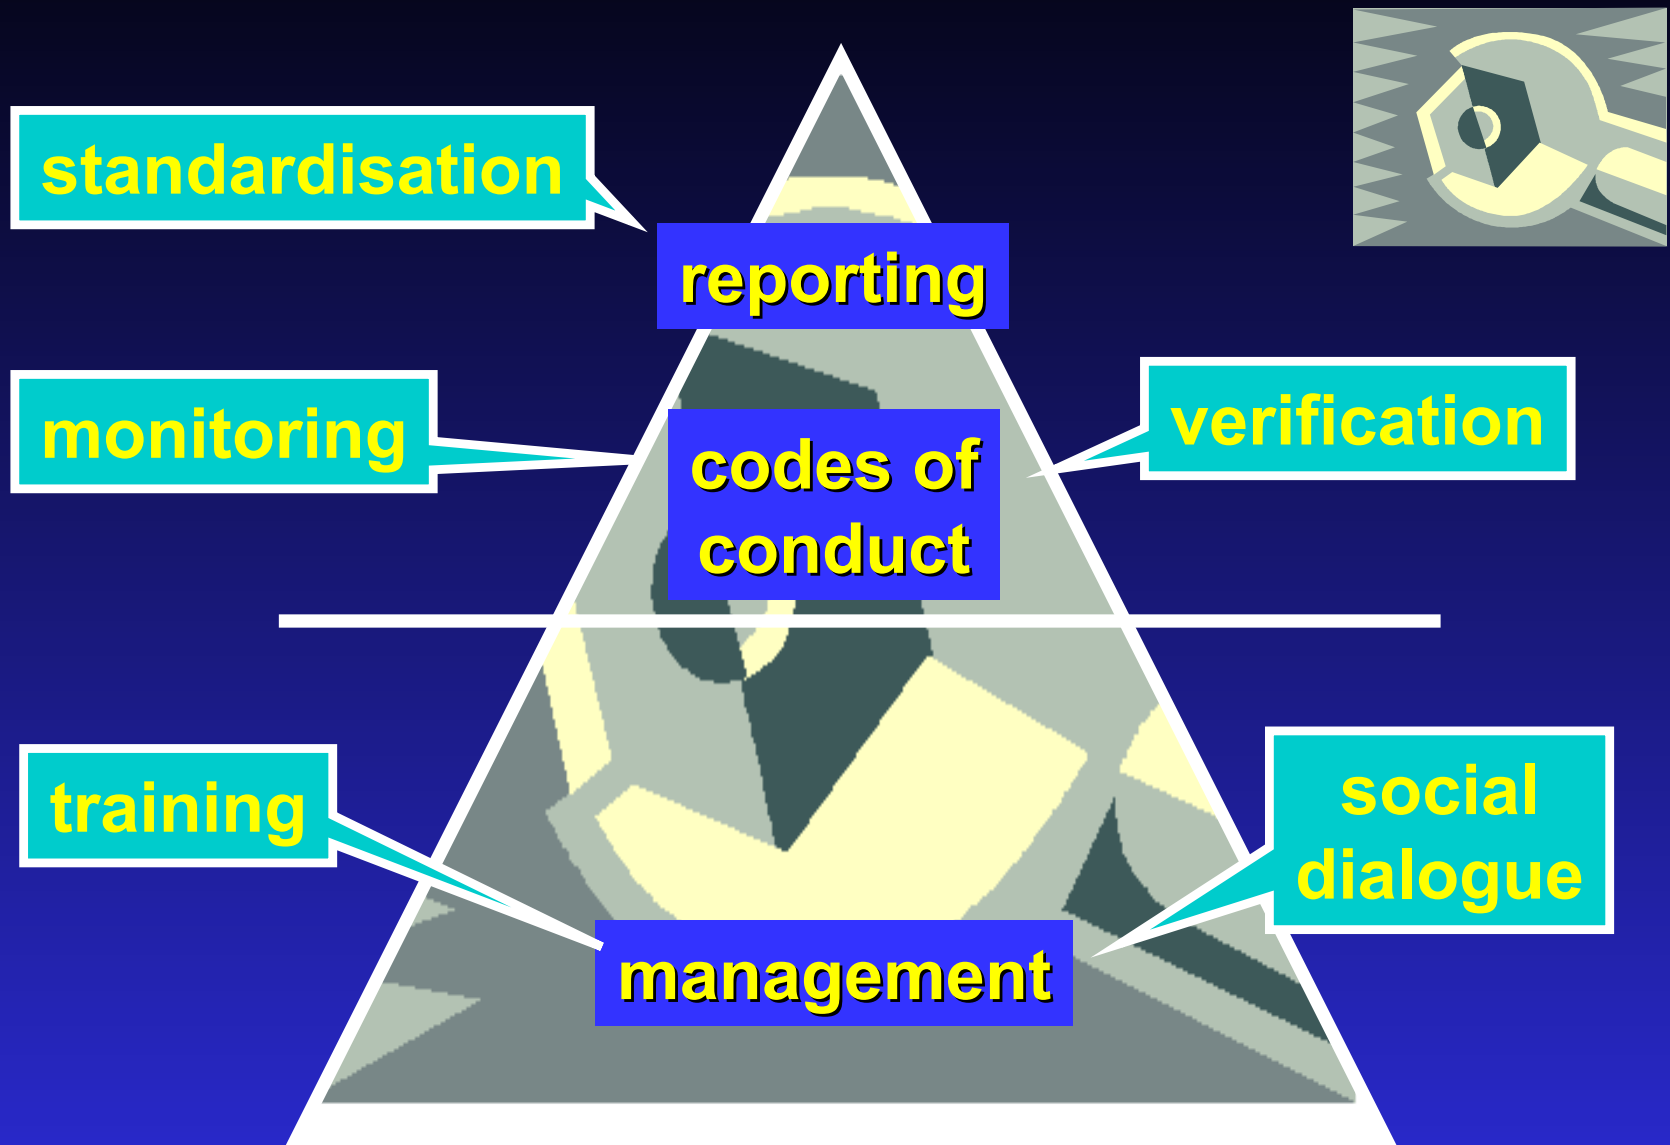 standardisation
reporting
monitoring
verification
codes of
conduct
training
social
dialogue
management